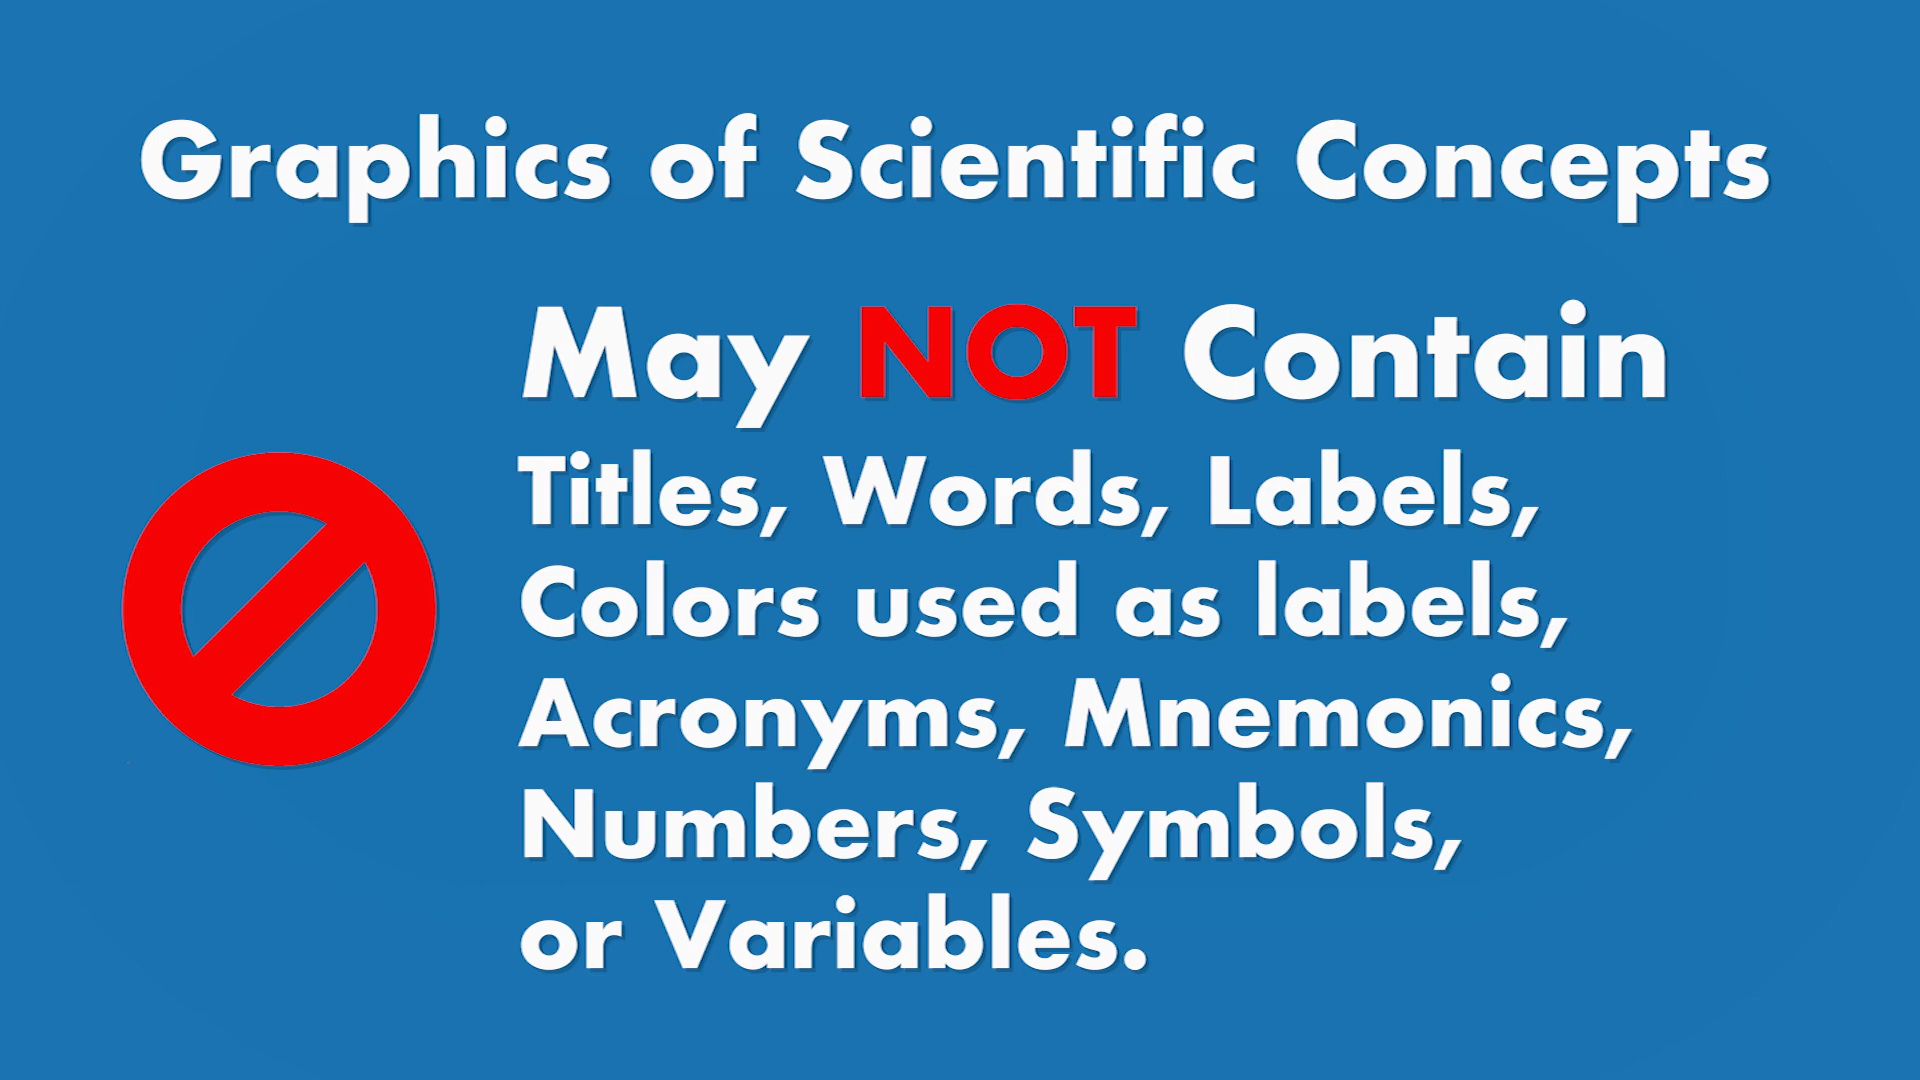 Graphics of Scientific Concepts
May NOT Contain
Titles, Words, Labels,
Colors used as labels,
Acronyms, Mnemonics,
Numbers, Symbols,
or Variables.